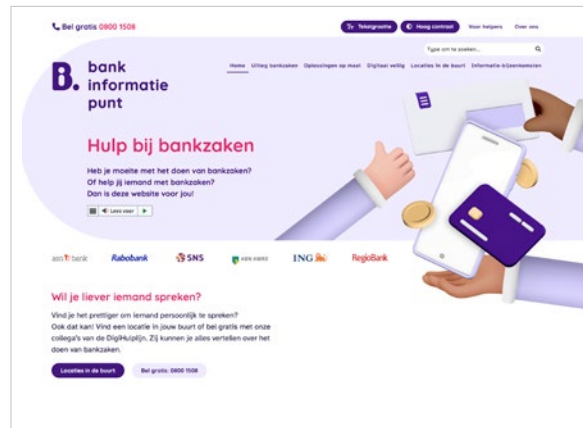 Bel gratis 0800 1508
Tekstgrootte
Hoog contrast
Voor helpers
Over ons
Type om te zoeken...
B. bank
informatie
punt
Home Uitleg bankzaken Oplossingen op maat Digitaal veilig Locaties in de buurt Informatie-bijeenkomsten
Hulp bij bankzaken
Heb je moeite met het doen van bankzaken?
Of help jij iemand met bankzaken?
Dan is deze website voor jou!
Lees voor
asn bank Rabobank SNS ABN AMRO ING RegioBank
Wil je liever iemand spreken?
Vind je het prettiger om iemand persoonlijk te spreken?
Ook dat kan! Vind een locatie in jouw buurt of bel gratis met onze
collega's van de DigiHulplijn. Zij kunnen je alles vertellen over het
doen van bankzaken.
Locaties in de buurt
Bel gratis: 0800 1508